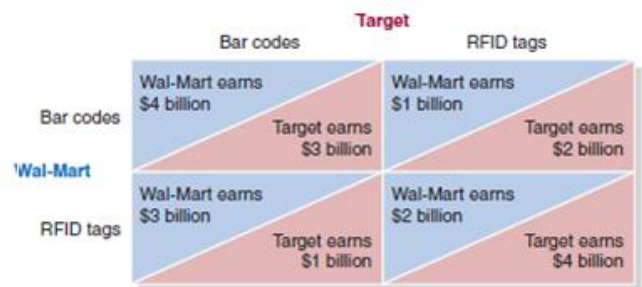 Target
Bar codes
RFID tags
Wal-Mart earns
$4 billion
Target earns
$3 billion
Wal-Mart earns
$1 billion
Target earns
$2 billion
Bar codes
Wal-Mart
Wal-Mart earns
$3 billion
Target earns
$1 billion
Wal-Mart earns
$2 billion
Target earns
$4 billion
RFID tags